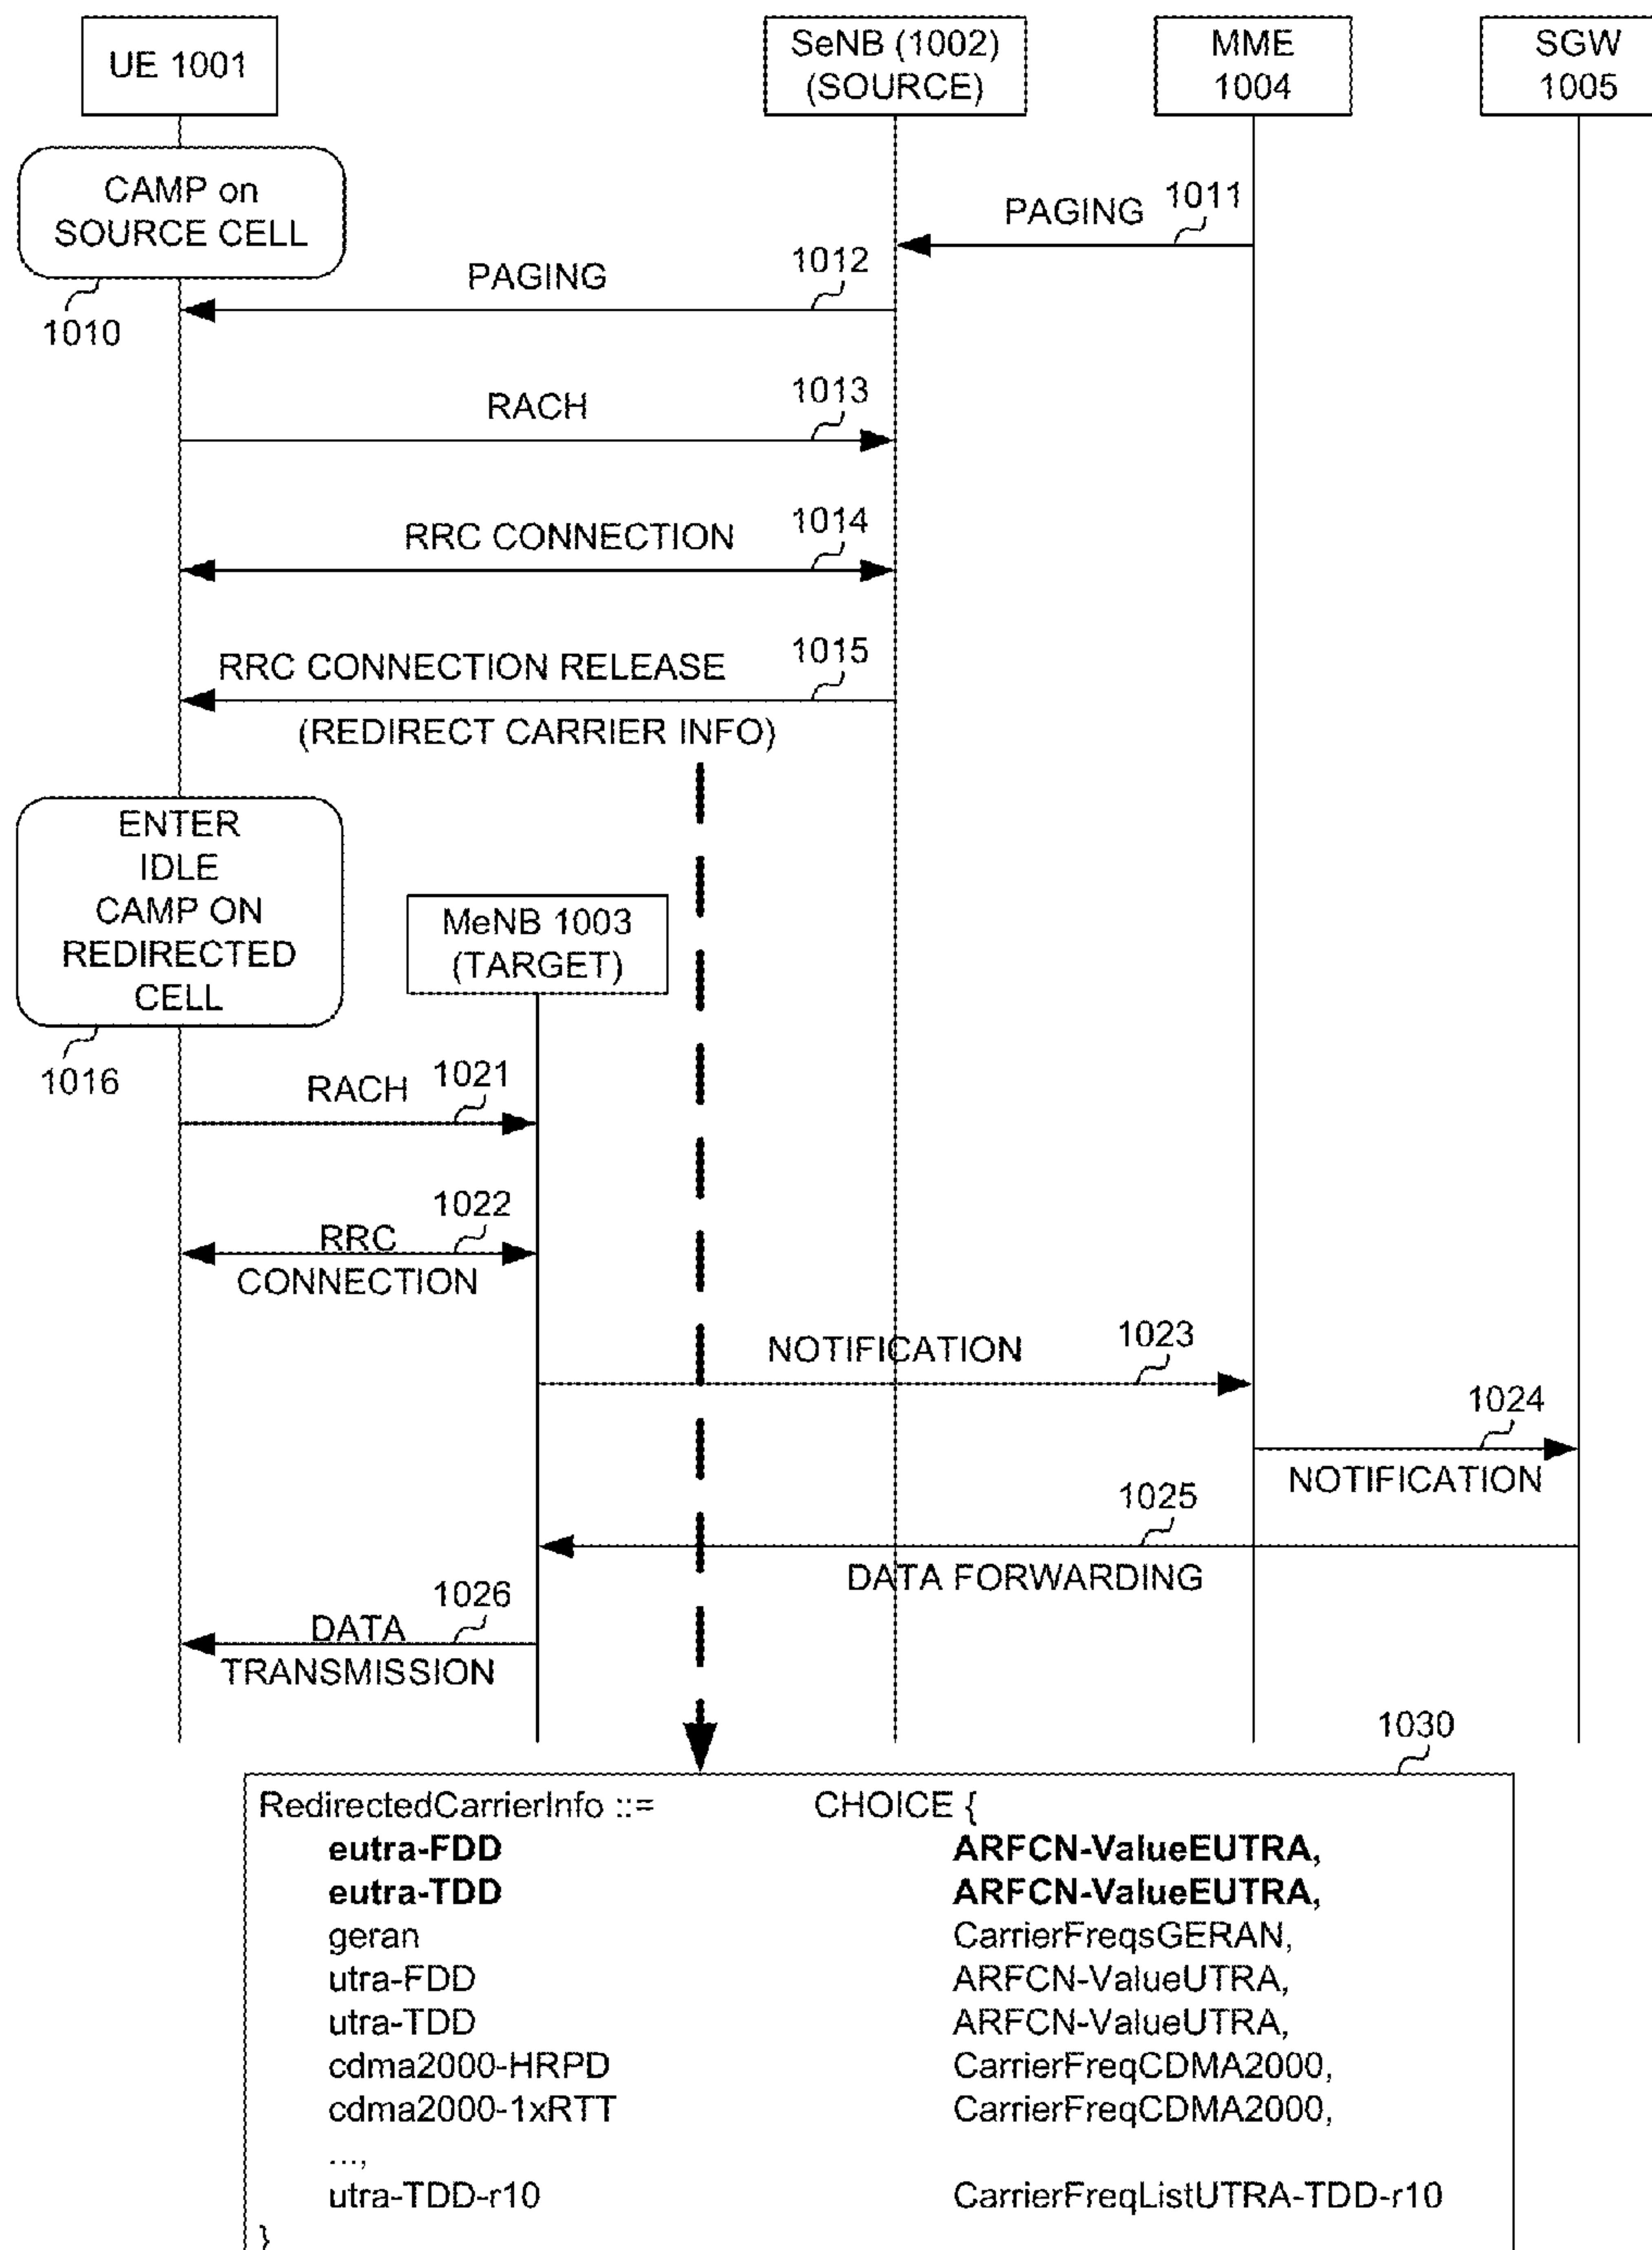 UE 1001
SeNB (1002)
(SOURCE)
MME
1004
SGW
1005
CAMP on
SOURCE CELL
1010
PAGING
1011
PAGING
1012
RACH
1013
RRC CONNECTION
1014
RRC CONNECTION RELEASE
1015
(REDIRECT CARRIER INFO)
ENTER
IDLE
CAMP ON
REDIRECTED
CELL
1016
MeNB 1003
(TARGET)
RACH
1021
1022
RRC
CONNECTION
NOTIFICATION
1023
1024
NOTIFICATION
1025
DATA FORWARDING
1026
DATA
TRANSMISSION
1030
RedirectedCarrierInfo ::= CHOICE {
eutra-FDD ARFCN-ValueEUTRA,
eutra-TDD ARFCN-ValueEUTRA,
geran CarrierFreqsGERAN,
utra-FDD ARFCN-ValueUTRA,
utra-TDD ARFCN-ValueUTRA,
cdma2000-HRPD CarrierFreqCDMA2000,
cdma2000-1xRTT CarrierFreqCDMA2000,
...,
utra-TDD-r10 CarrierFreqListUTRA-TDD-r10
}